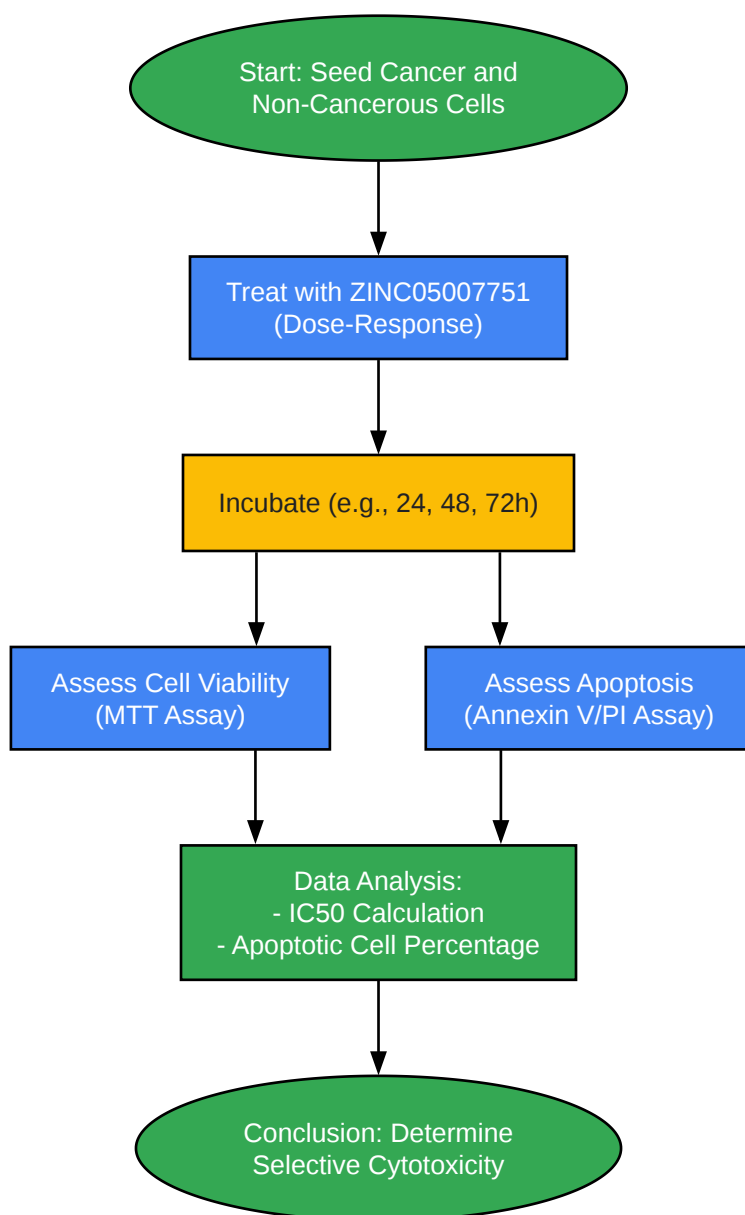 Start: Seed Cancer and
Non-Cancerous Cells
Treat with ZINC05007751
(Dose-Response)
Incubate (e.g., 24, 48, 72h)
Assess Cell Viability
(MTT Assay)
Assess Apoptosis
(Annexin V/PI Assay)
Data Analysis:
- IC50 Calculation
- Apoptotic Cell Percentage
Conclusion: Determine
Selective Cytotoxicity